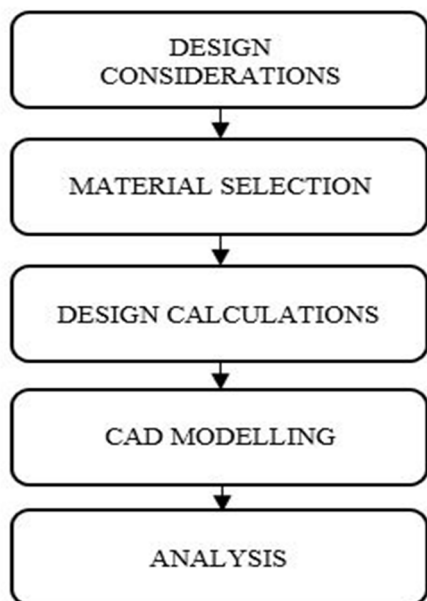 DESIGN
CONSIDERATIONS
MATERIAL SELECTION
DESIGN CALCULATIONS
CAD MODELLING
ANALYSIS